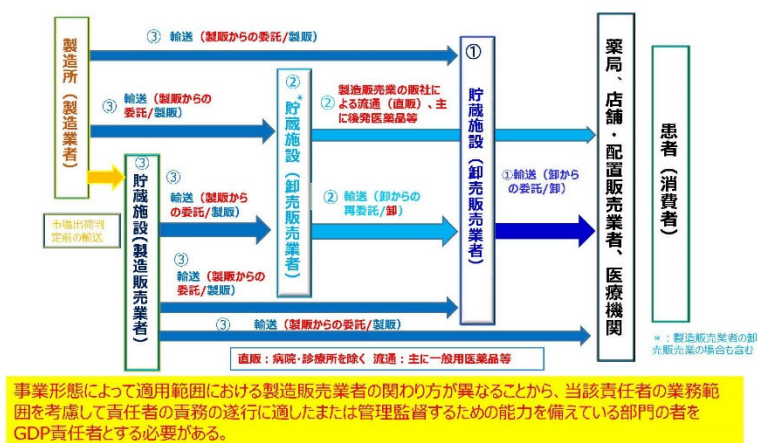 ③ 輸送（製販からの委託/製販）
製造所（製造業者）
③ 輸送（製販からの
委託/製販）
市場出荷判
定前の輸送
③貯蔵施設（製造販売業者）
③
輸送（製販から
の委託/製販）
②貯蔵施設（卸売販売業者）
*
② 製造販売業の販社に
よる流通（直販）、主
に後発医薬品等
② 輸送（卸からの
再委託/卸）
①
貯蔵施設（卸売販売業者）
①輸送（卸から
の委託/卸）
③
輸送（製販からの
委託/製販）
③ 輸送（製販からの委託/製販）
薬局、店舗・配置販売業者、医療機関
患者（消費者）
*：製造販売業者の卸
売販売業の場合も含む
直販：病院・診療所を除く 流通：主に一般用医薬品等
事業形態によって適用範囲における製造販売業者の関わり方が異なることから、当該責任者の業務範
囲を考慮して責任者の責務の遂行に適したまたは管理監督するための能力を備えている部門の者を
GDP責任者とする必要がある。